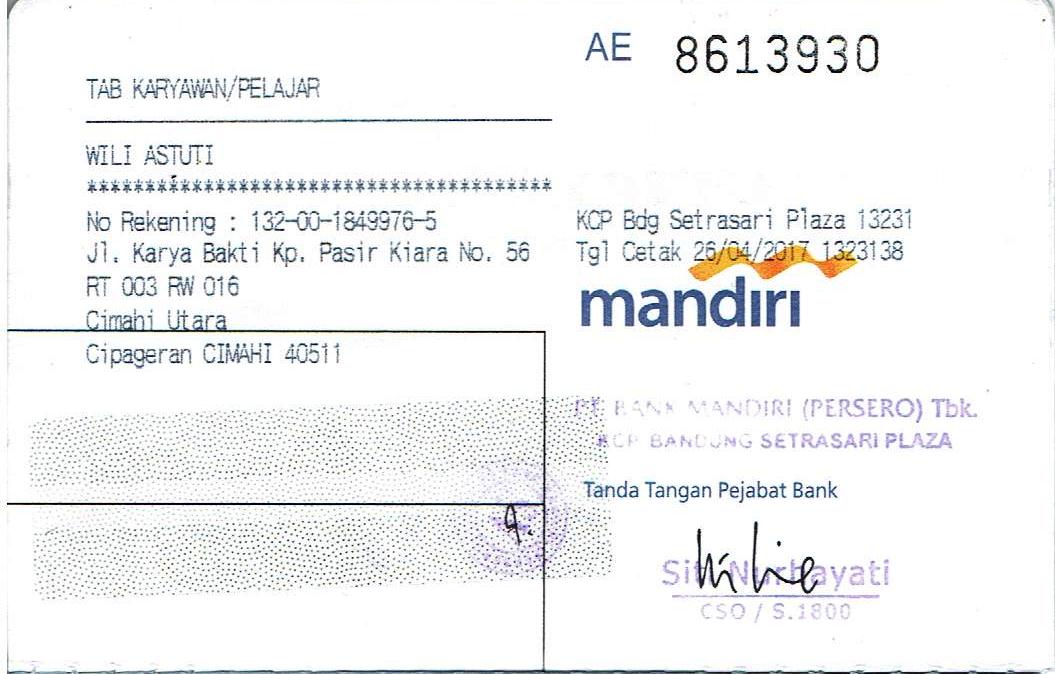 AE 8613930
TAB KARYAWAN/PELAJAR
WILI ASTUTI
****************************************
No Rekening : 132-00-1849976-5
Jl. Karya Bakti Kp. Pasir Kiara No. 56
RT 003 RW 016
Cimahi Utara
Cipageran CIMAHI 40511
KCP Bdg Setrasari Plaza 13231
Tgl Cetak 26/04/2017 1323138
mandiri
PT. BANK MANDIRI (PERSERO) Tbk.
KCP BANDUNG SETRASARI PLAZA
Tanda Tangan Pejabat Bank
Siti Nurhayati
CSO / S.1800